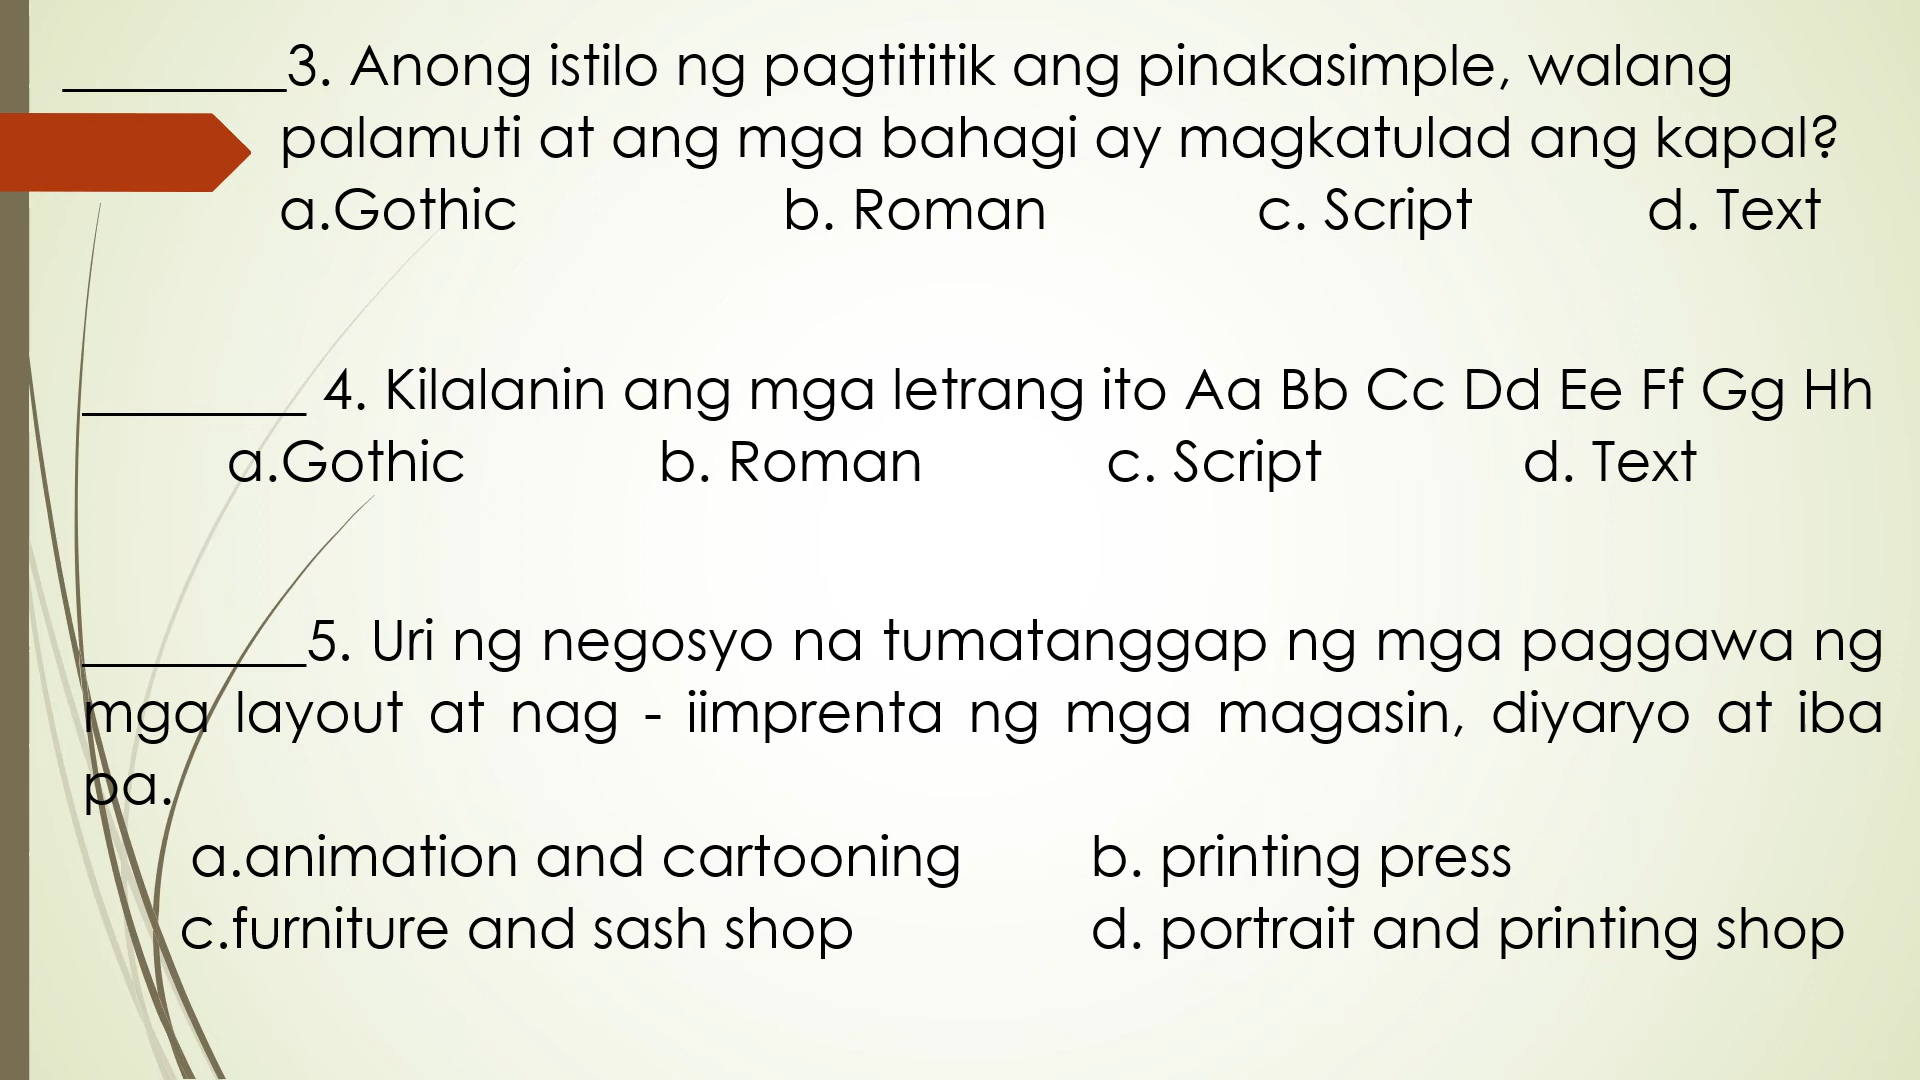 ________3. Anong istilo ng pagtititik ang pinakasimple, walang
palamuti at ang mga bahagi ay magkatulad ang kapal?
a.Gothic b. Roman c. Script d. Text
________ 4. Kilalanin ang mga letrang ito Aa Bb Cc Dd Ee Ff Gg Hh
a.Gothic b. Roman c. Script d. Text
________5. Uri ng negosyo na tumatanggap ng mga paggawa ng
mga layout at nag - iimprenta ng mga magasin, diyaryo at iba
pa.
a.animation and cartooning b. printing press
c.furniture and sash shop d. portrait and printing shop